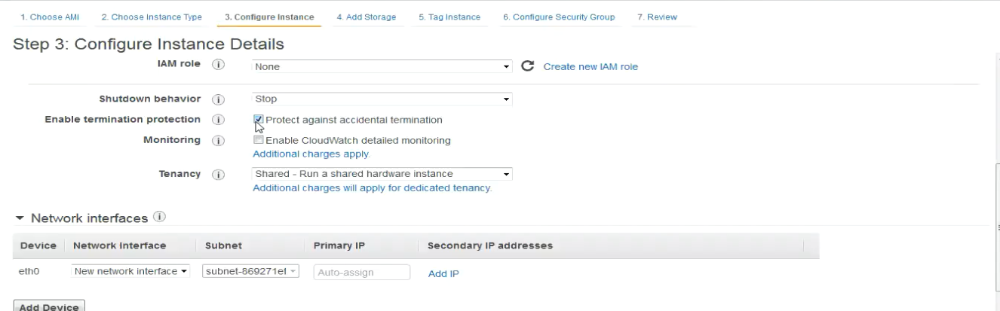 1. Choose AMI 2. Choose Instance Type 3. Configure Instance 4. Add Storage 5. Tag Instance 6. Configure Security Group 7. Review
Step 3: Configure Instance Details
IAM role i None Create new IAM role
Shutdown behavior i Stop
Enable termination protection i Protect against accidental termination
Monitoring i Enable CloudWatch detailed monitoring
Additional charges apply.
Tenancy i Shared - Run a shared hardware instance
Additional charges will apply for dedicated tenancy.
Network interfaces i
Device Network Interface Subnet Primary IP Secondary IP addresses
eth0 New network interface Auto-assign Add IP
Add Device